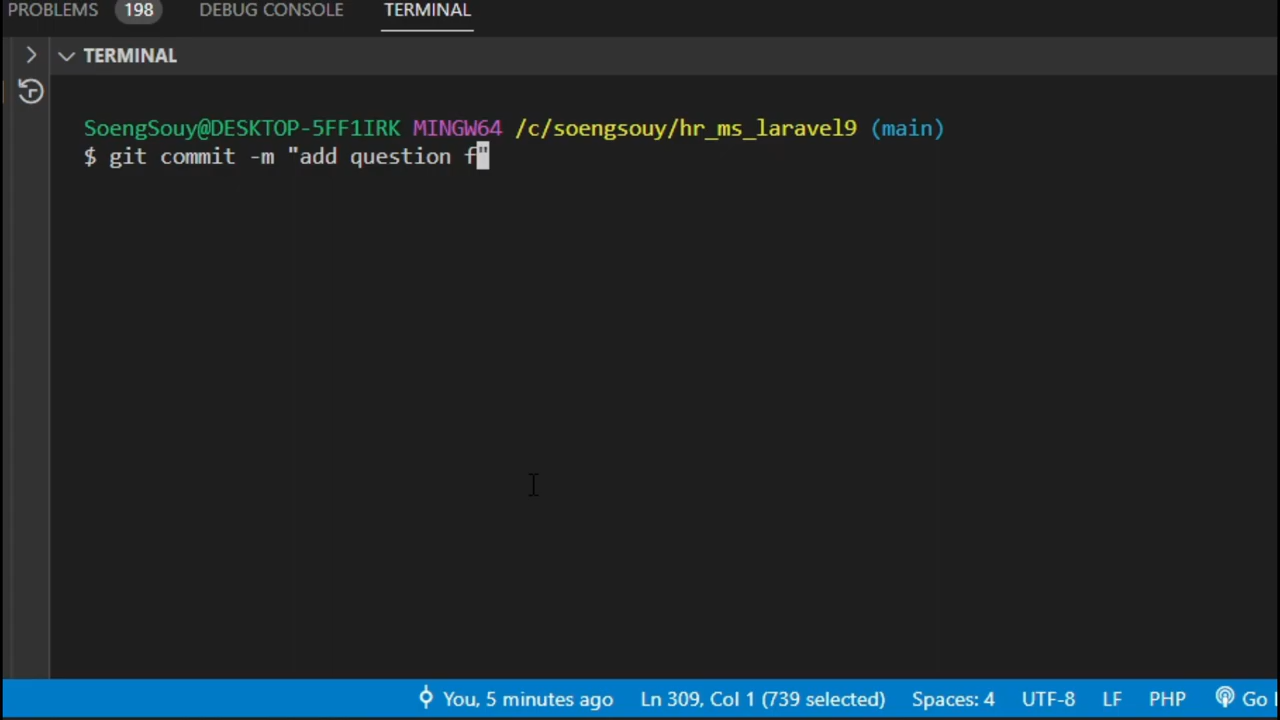 PROBLEMS 198 DEBUG CONSOLE TERMINAL
TERMINAL
SoengSouy@DESKTOP-5FF1IRK MINGW64 /c/soengsouy/hr_ms_laravel9 (main)
$ git commit -m "add question f"
You, 5 minutes ago Ln 309, Col 1 (739 selected) Spaces: 4 UTF-8 LF PHP Go